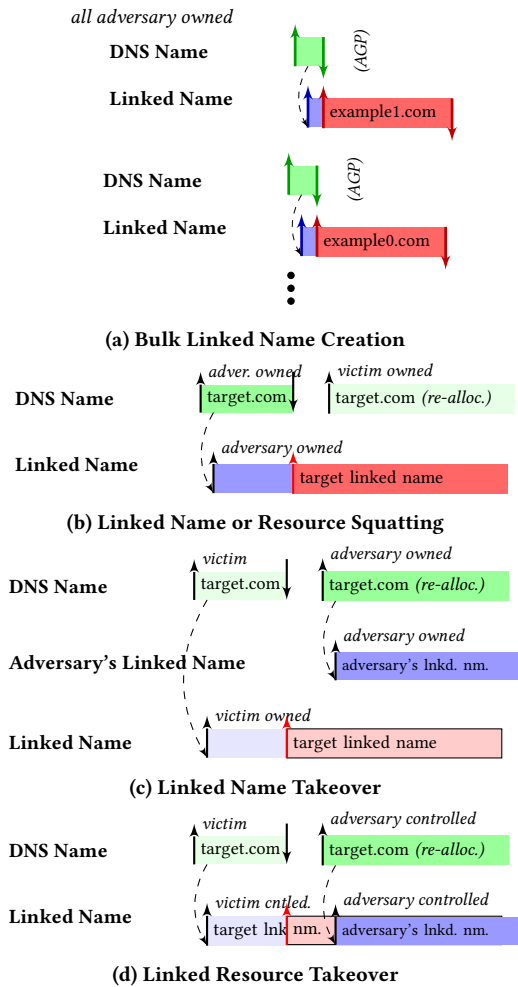 all adversary owned
DNS Name
(AGP)
Linked Name
example1.com
DNS Name
(AGP)
Linked Name
example0.com
(a) Bulk Linked Name Creation
adver. owned
victim owned
DNS Name
target.com
target.com (re-alloc.)
adversary owned
Linked Name
target linked name
(b) Linked Name or Resource Squatting
victim
adversary owned
DNS Name
target.com
target.com (re-alloc.)
adversary owned
Adversary's Linked Name
adversary's lnkd. nm.
victim owned
Linked Name
target linked name
(c) Linked Name Takeover
victim
adversary controlled
DNS Name
target.com
target.com (re-alloc.)
victim cntled.
adversary controlled
Linked Name
target lnk nm.
adversary's lnkd. nm.
(d) Linked Resource Takeover